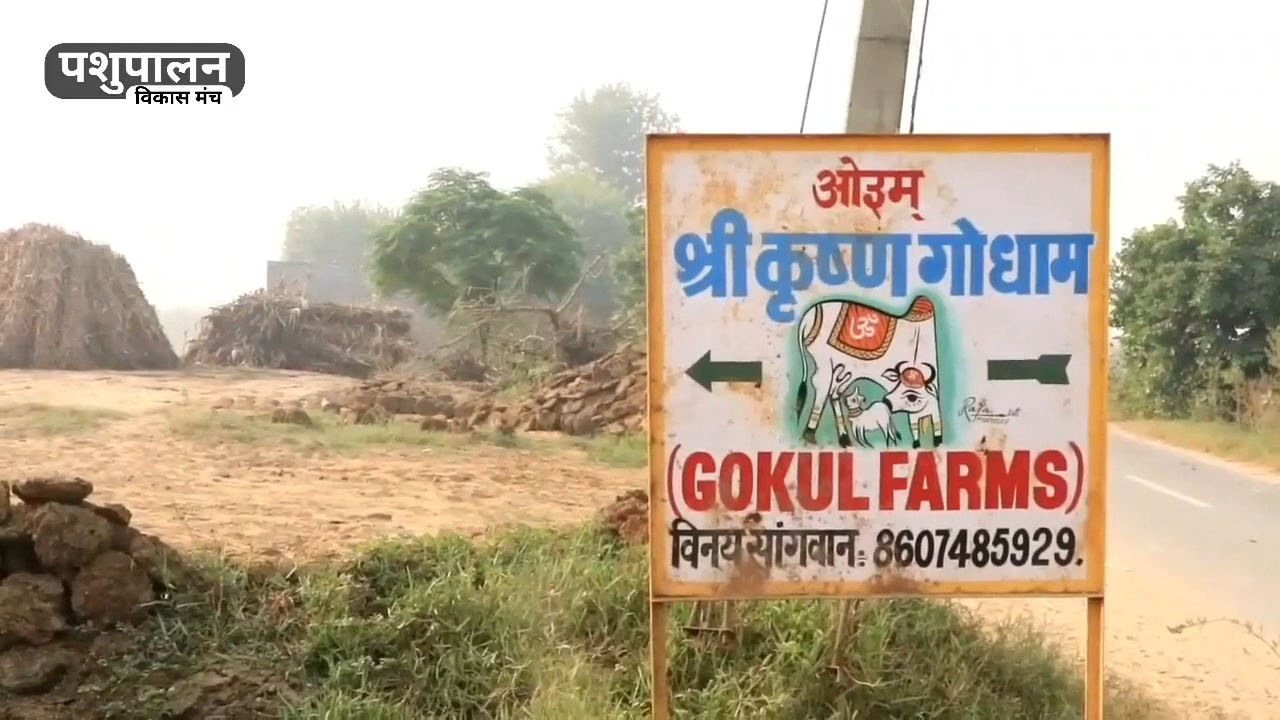 पशुपालन
विकास मंच
ओइम्
श्री कृष्ण गोधाम
ॐ
(GOKUL FARMS)
विनय सांगवान:- 8607485929.